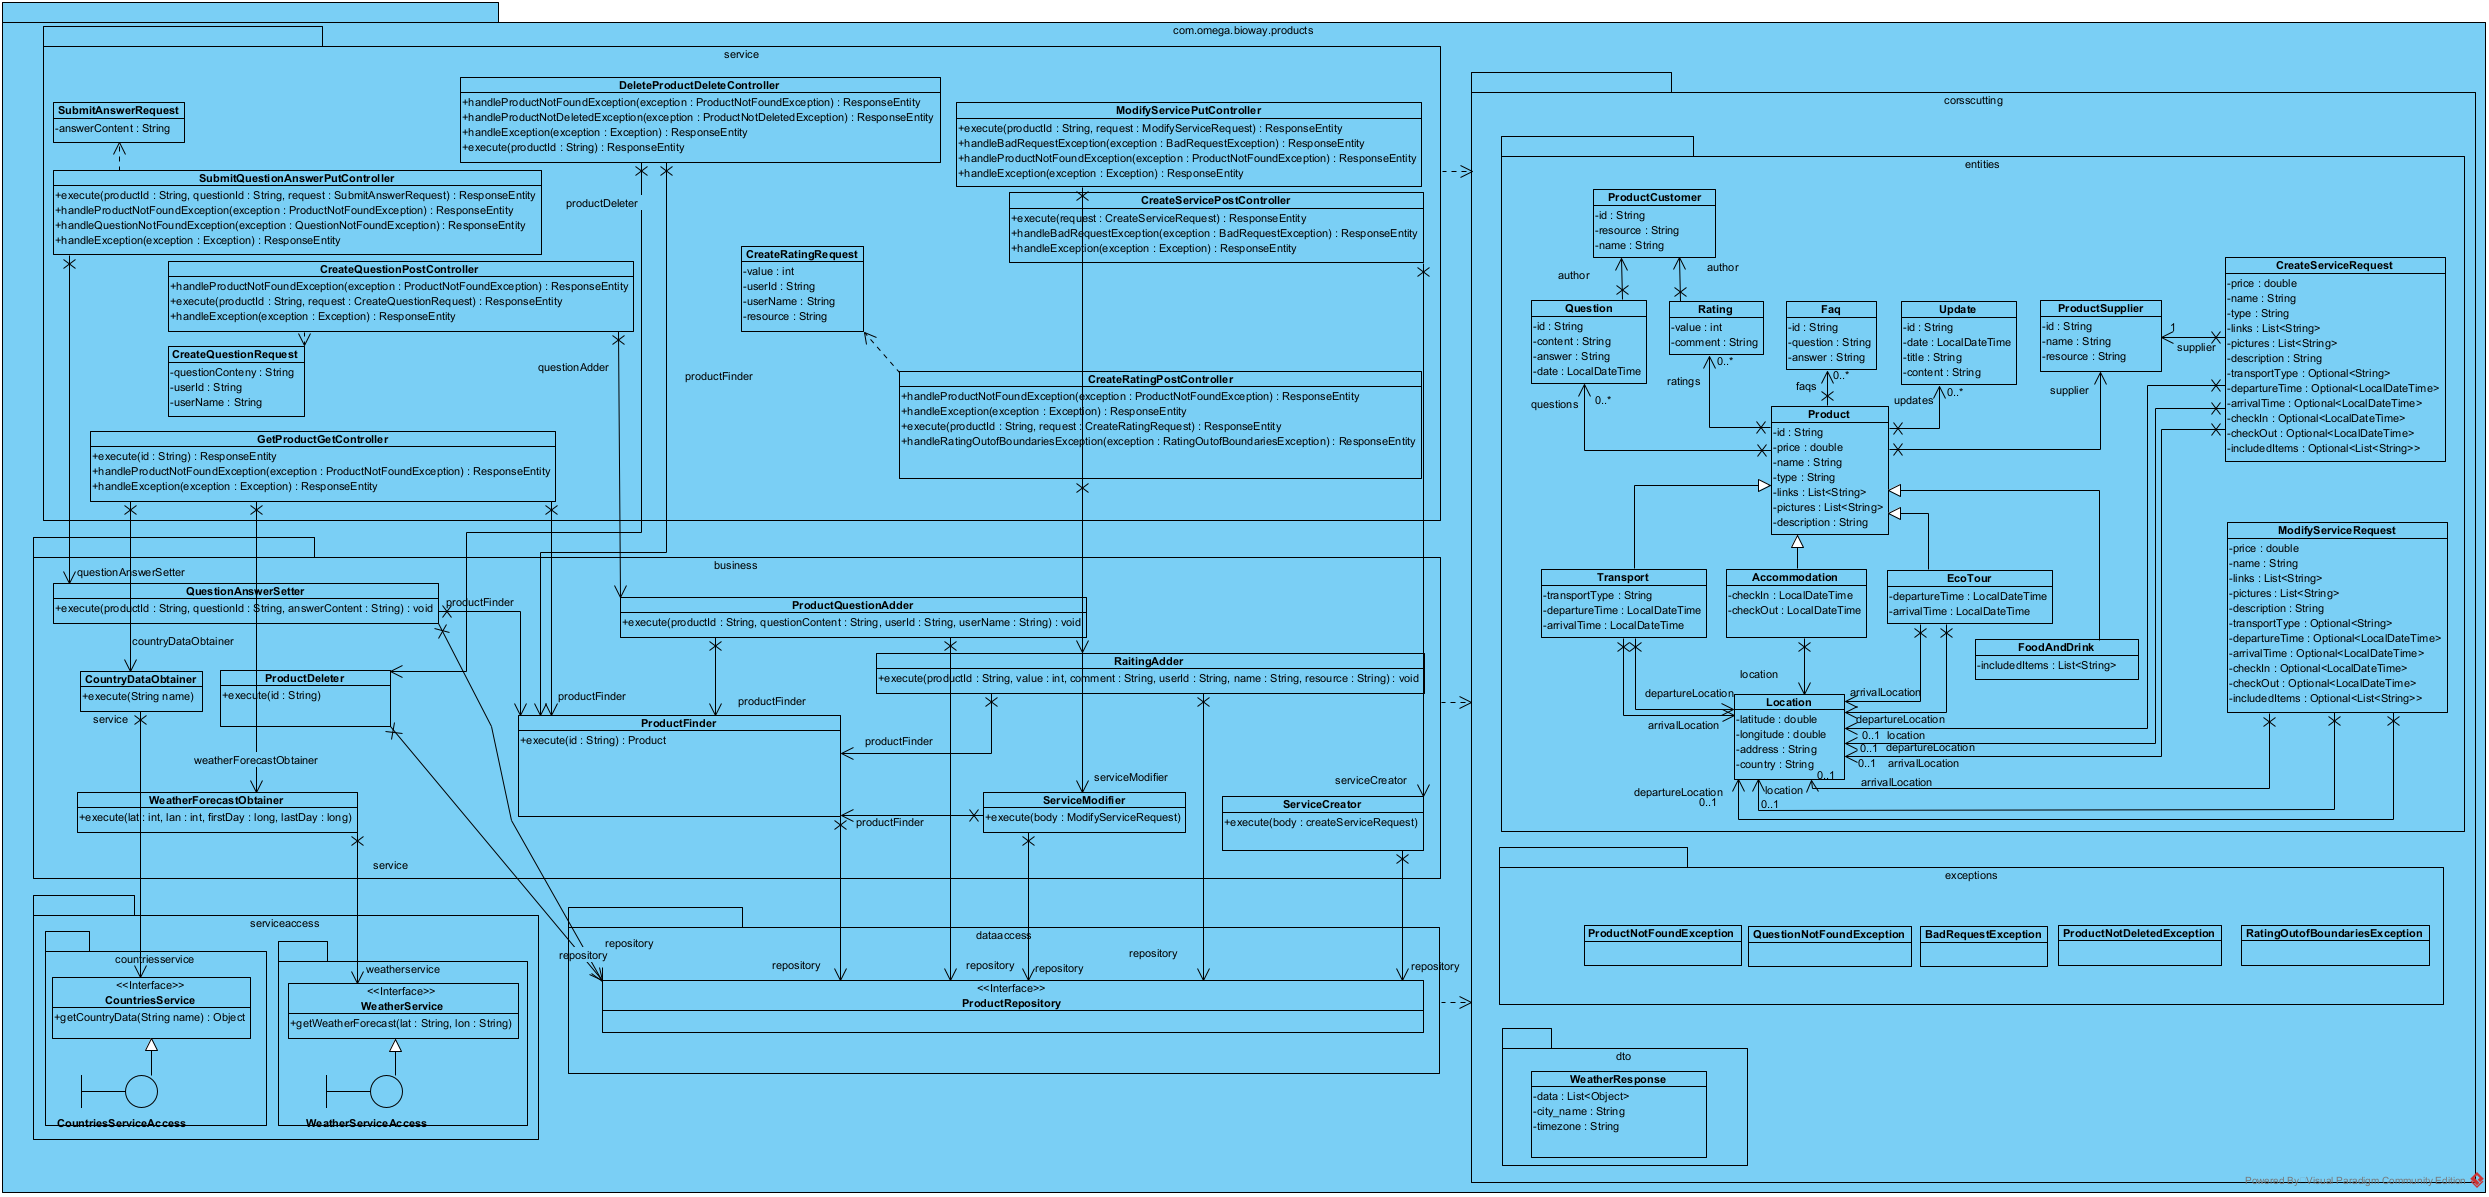 com.omega.bioway.products
service
SubmitAnswerRequest
-answerContent : String
DeleteProductDeleteController
+handleProductNotFoundException(exception : ProductNotFoundException) : ResponseEntity
+handleProductNotDeletedException(exception : ProductNotDeletedException) : ResponseEntity
+handleException(exception : Exception) : ResponseEntity
+execute(productId : String) : ResponseEntity
ModifyServicePutController
+execute(productId : String, request : ModifyServiceRequest) : ResponseEntity
+handleBadRequestException(exception : BadRequestException) : ResponseEntity
+handleProductNotFoundException(exception : ProductNotFoundException) : ResponseEntity
+handleException(exception : Exception) : ResponseEntity
SubmitQuestionAnswerPutController
+execute(productId : String, questionId : String, request : SubmitAnswerRequest) : ResponseEntity
+handleProductNotFoundException(exception : ProductNotFoundException) : ResponseEntity
+handleQuestionNotFoundException(exception : QuestionNotFoundException) : ResponseEntity
+handleException(exception : Exception) : ResponseEntity
productDeleter
CreateServicePostController
+execute(request : CreateServiceRequest) : ResponseEntity
+handleBadRequestException(exception : BadRequestException) : ResponseEntity
+handleException(exception : Exception) : ResponseEntity
CreateQuestionPostController
+handleProductNotFoundException(exception : ProductNotFoundException) : ResponseEntity
+execute(productId : String, request : CreateQuestionRequest) : ResponseEntity
+handleException(exception : Exception) : ResponseEntity
CreateRatingRequest
-value : int
-userId : String
-userName : String
-resource : String
CreateQuestionRequest
-questionConteny : String
-userId : String
-userName : String
questionAdder
productFinder
CreateRatingPostController
+handleProductNotFoundException(exception : ProductNotFoundException) : ResponseEntity
+handleException(exception : Exception) : ResponseEntity
+execute(productId : String, request : CreateRatingRequest) : ResponseEntity
+handleRatingOutofBoundariesException(exception : RatingOutofBoundariesException) : ResponseEntity
GetProductGetController
+execute(id : String) : ResponseEntity
+handleProductNotFoundException(exception : ProductNotFoundException) : ResponseEntity
+handleException(exception : Exception) : ResponseEntity
business
questionAnswerSetter
QuestionAnswerSetter
+execute(productId : String, questionId : String, answerContent : String) : void
productFinder
ProductQuestionAdder
+execute(productId : String, questionContent : String, userId : String, userName : String) : void
countryDataObtainer
CountryDataObtainer
+execute(String name)
service
ProductDeleter
+execute(id : String)
RaitingAdder
+execute(productId : String, value : int, comment : String, userId : String, name : String, resource : String) : void
productFinder
productFinder
ProductFinder
+execute(id : String) : Product
productFinder
weatherForecastObtainer
WeatherForecastObtainer
+execute(lat : int, lan : int, firstDay : long, lastDay : long)
service
serviceModifier
ServiceModifier
+execute(body : ModifyServiceRequest)
productFinder
serviceCreator
ServiceCreator
+execute(body : createServiceRequest)
serviceaccess
countriesservice
<<Interface>>
CountriesService
+getCountryData(String name) : Object
CountriesServiceAccess
weatherservice
<<Interface>>
WeatherService
+getWeatherForecast(lat : String, lon : String)
WeatherServiceAccess
dataaccess
repository
repository
repository
repository
repository
repository
repository
<<Interface>>
ProductRepository
corsscutting
entities
ProductCustomer
-id : String
-resource : String
-name : String
author
author
Question
-id : String
-content : String
-answer : String
-date : LocalDateTime
Rating
-value : int
-comment : String
Faq
-id : String
-question : String
-answer : String
Update
-id : String
-date : LocalDateTime
-title : String
-content : String
ProductSupplier
-id : String
-name : String
-resource : String
CreateServiceRequest
-price : double
-name : String
-type : String
-links : List<String>
-pictures : List<String>
-description : String
-transportType : Optional<String>
-departureTime : Optional<LocalDateTime>
-arrivalTime : Optional<LocalDateTime>
-checkIn : Optional<LocalDateTime>
-checkOut : Optional<LocalDateTime>
-includedItems : Optional<List<String>>
1
supplier
questions
0..*
ratings
0..*
faqs
0..*
updates
0..*
supplier
Product
-id : String
-price : double
-name : String
-type : String
-links : List<String>
-pictures : List<String>
-description : String
ModifyServiceRequest
-price : double
-name : String
-links : List<String>
-pictures : List<String>
-description : String
-transportType : Optional<String>
-departureTime : Optional<LocalDateTime>
-arrivalTime : Optional<LocalDateTime>
-checkIn : Optional<LocalDateTime>
-checkOut : Optional<LocalDateTime>
-includedItems : Optional<List<String>>
Transport
-transportType : String
-departureTime : LocalDateTime
-arrivalTime : LocalDateTime
Accommodation
-checkIn : LocalDateTime
-checkOut : LocalDateTime
EcoTour
-departureTime : LocalDateTime
-arrivalTime : LocalDateTime
FoodAndDrink
-includedItems : List<String>
location
departureLocation
arrivalLocation
Location
-latitude : double
-longitude : double
-address : String
-country : String
arrivalLocation
departureLocation
0..1 location
0..1 departureLocation
0..1 arrivalLocation
0..1
arrivalLocation
departureLocation
0..1
location
0..1
exceptions
ProductNotFoundException
QuestionNotFoundException
BadRequestException
ProductNotDeletedException
RatingOutofBoundariesException
dto
WeatherResponse
-data : List<Object>
-city_name : String
-timezone : String
Powered By: Visual Paradigm Community Edition